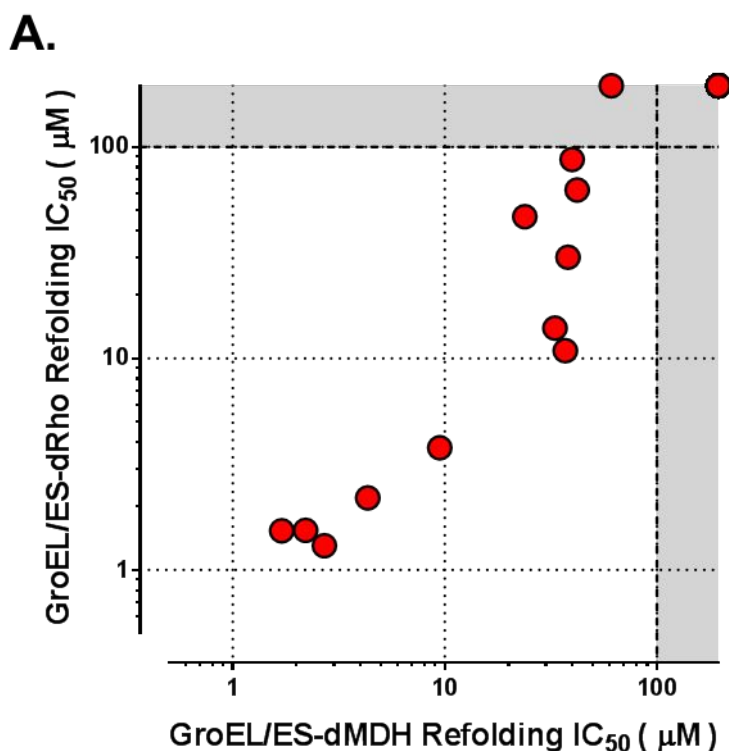 A.
GroEL/ES-dRho Refolding IC50 ( μM )
100
10
1
1
10
100
GroEL/ES-dMDH Refolding IC50 ( μM )